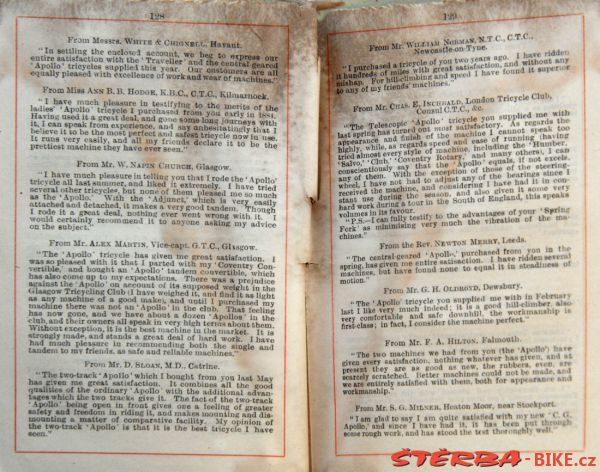 128
From Messrs. WHITE & CHIGNELL, Havant.
"In settling the enclosed account, we beg to express our
entire satisfaction with the 'Traveller' and the central geared
'Apollo' tricycles supplied this year. Our customers are all
equally pleased with excellence of work and wear of machines."
From Miss ANN B. B. HODGE, K.B.C., C.T.C., Kilmarnock.
"I have much pleasure in testifying to the merits of the
ladies' 'Apollo' tricycle I purchased from you early in 1884.
Having used it a great deal, and gone some long journeys with
it, I can speak from experience, and say unhesitatingly that I
believe it to be the most perfect and safest tricycle now in use.
It runs very easily, and all my friends declare it to be the
prettiest machine they have ever seen."
From Mr. W. NAPIN CHURCH, Glasgow.
"I have much pleasure in telling you that I rode the 'Apollo'
tricycle all last summer, and liked it extremely. I have tried
several other tricycles, but none of them pleased me so much
as the 'Apollo.' With the 'Adjunct,' which is very easily
attached and detached, it makes a very good tandem. Though
I rode it a great deal, nothing ever went wrong with it. I
would certainly recommend it to anyone asking my advice
on the subject."
From Mr. ALEX MARTIN, Vice-capt. G.T.C., Glasgow.
"The 'Apollo' tricycle has given me great satisfaction. I
was so pleased with it that I parted with my 'Coventry Con-
vertible,' and bought an 'Apollo' tandem convertible, which
has also come up to my expectations. There was a prejudice
against the 'Apollo' on account of its supposed weight in the
Glasgow Tricycling Club (I have weighed it, and find it as light
as any machine of a good make), and until I purchased my
machine there was not an 'Apollo' in the club. That feeling
has now gone, and we have about a dozen 'Apollos' in the
club, and their owners all speak in very high terms about them.
Without exception, it is the best machine in the market. It is
strongly made, and stands a great deal of hard work. I have
had much pleasure in recommending both the single and
tandem to my friends, as safe and reliable machines."
From Mr. D. SLOAN, M.D., Catrine.
"The two-track 'Apollo' which I bought from you last May
has given me great satisfaction. It combines all the good
qualities of the ordinary 'Apollo' with the additional advan-
tages which the two tracks give it. The fact of the two-track
'Apollo' being open in front gives one a feeling of greater
safety and freedom in riding it, and makes mounting and dis-
mounting a matter of comparative facility. My opinion of
the two-track 'Apollo' is that it is the best tricycle I have
seen."
129
From Mr. WILLIAM NORMAN, N.T.C., C.T.C.,
Newcastle-on-Tyne.
"I purchased a tricycle of you two years ago. I have ridden
it hundreds of miles with great satisfaction, and without any
mishap. For hill-climbing and speed I have found it superior
to any of my friends' machines."
From Mr. CHAS. E. INCHBALD, London Tricycle Club,
Consul C.T.C., &c.
"The Telescopic 'Apollo' tricycle you supplied me with
last spring has turned out most satisfactory. As regards the
appearance and finish of the machine I cannot speak too
highly, while, as regards speed and ease of running (having
tried almost every style of machine, including the 'Humber,'
'Salvo,' 'Club,' 'Coventry Rotary,' and many others), I can
conscientiously say that the 'Apollo' equals, if not excels,
any of them. With the exception of those of the steering-
wheel, I have not had to adjust any of the bearings since I
received the machine, and considering I have had it in con-
stant use during the season, and also given it some very
hard work during a tour in the South of England, this speaks
volumes in its favour.
"P.S.—I can fully testify to the advantages of your 'Spring
Fork' as minimising very much the vibration of the ma-
chines."
From the Rev. NEWTON MERRY, Leeds.
"The central-geared 'Apollo,' purchased from you in the
spring, has given me entire satisfaction. I have ridden several
machines, but have found none to equal it in steadiness of
motion."
From Mr. G. H. OLDROYD, Dewsbury.
"The 'Apollo' tricycle you supplied me with in February
last I like very much indeed; it is a good hill-climber, also
very comfortable and safe downhill, the workmanship is
first-class; in fact, I consider the machine perfect."
From Mr. F. A. HILTON, Falmouth.
"The two machines we had from you (the 'Apollo') have
given every satisfaction, nothing whatever has given, and at
present they are as good as new, the rubbers, even, are
scarcely scratched. Better machines could not be made, and
we are entirely satisfied with them, both for appearance and
workmanship."
From Mr. S. G. MILNER, Heaton Moor, near Stockport.
"I am glad to say I am quite satisfied with my new 'C. G.
Apollo,' and since I have had it, it has been put through
some rough work, and has stood the test thoroughly well."
ŠTĚRBA-BIKE.cz